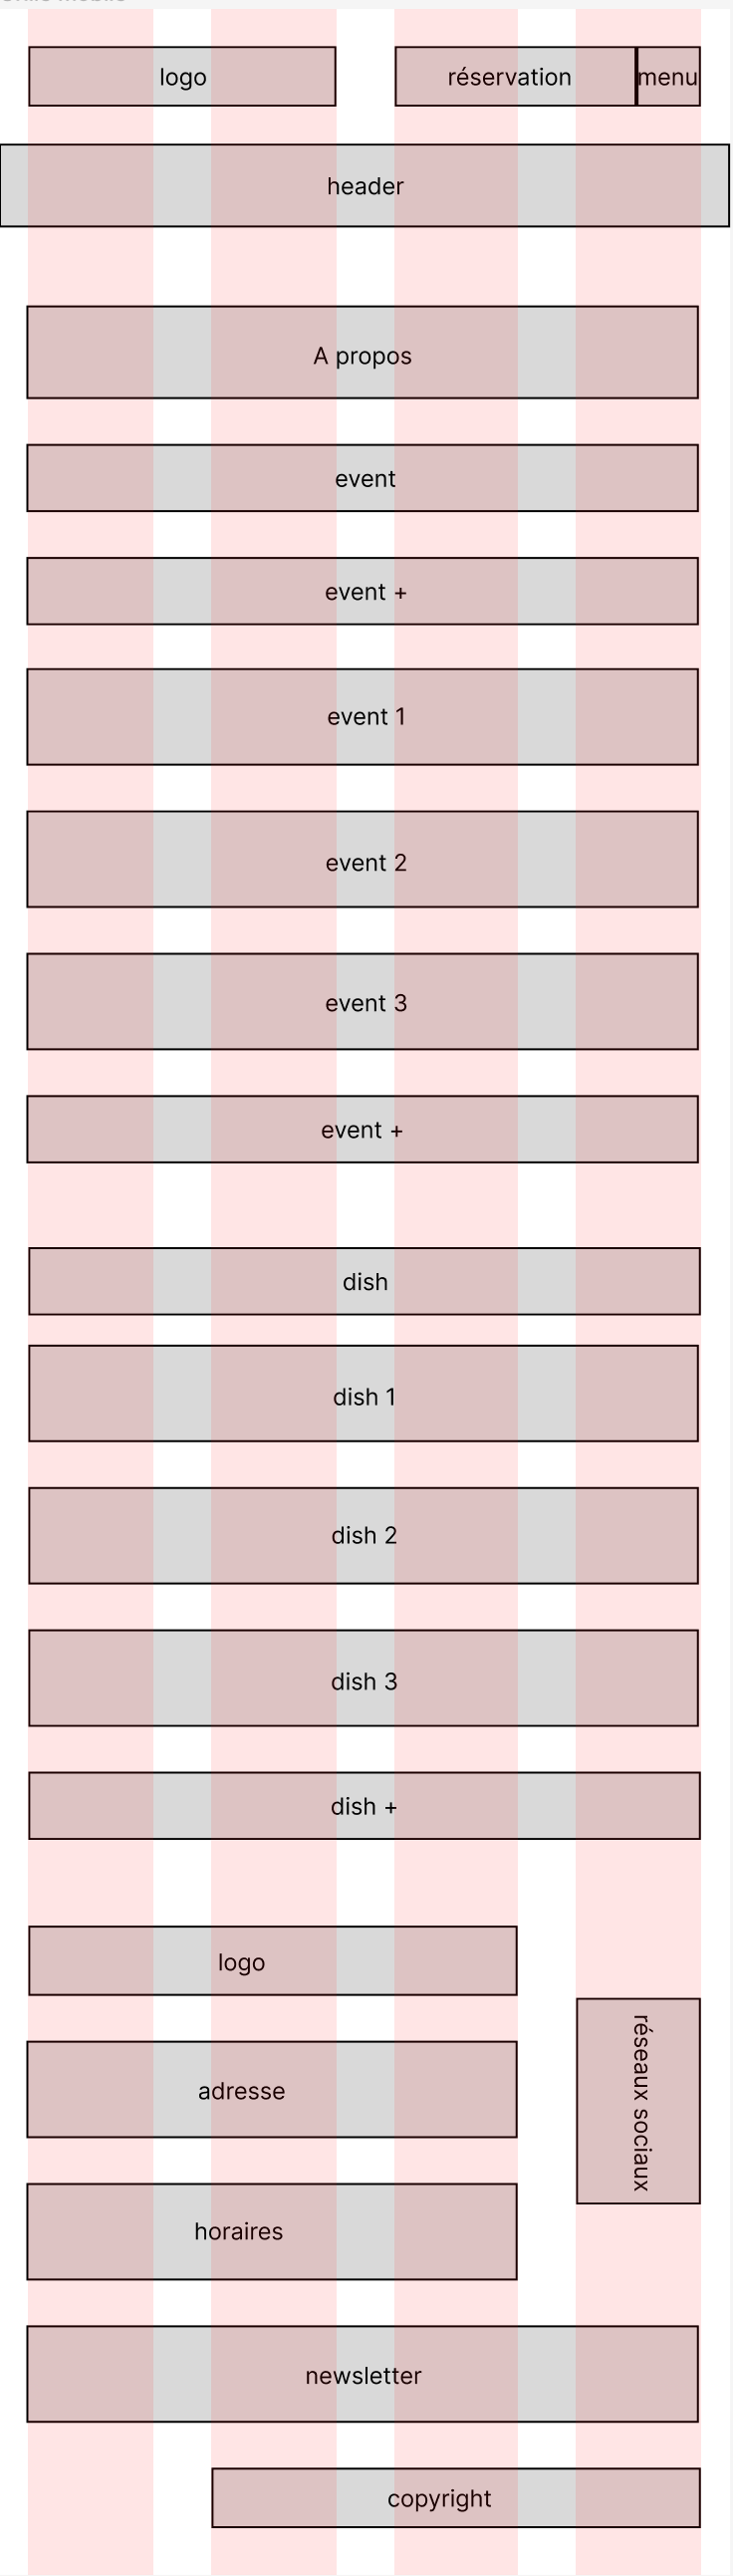 logo
réservation
menu
header
A propos
event
event +
event 1
event 2
event 3
event +
dish
dish 1
dish 2
dish 3
dish +
logo
réseaux sociaux
adresse
horaires
newsletter
copyright